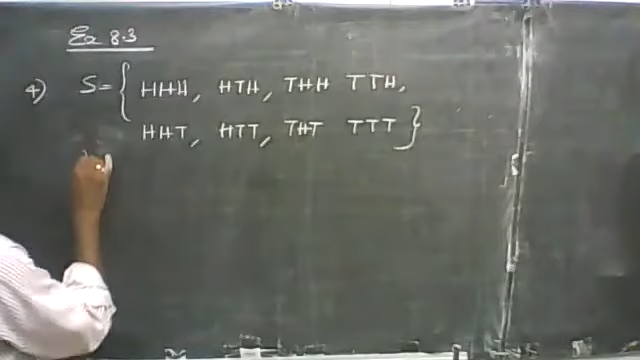 Ex 8.3
4) S = { HHH, HTH, THH TTH,
HHT, HTT, THT TTT }